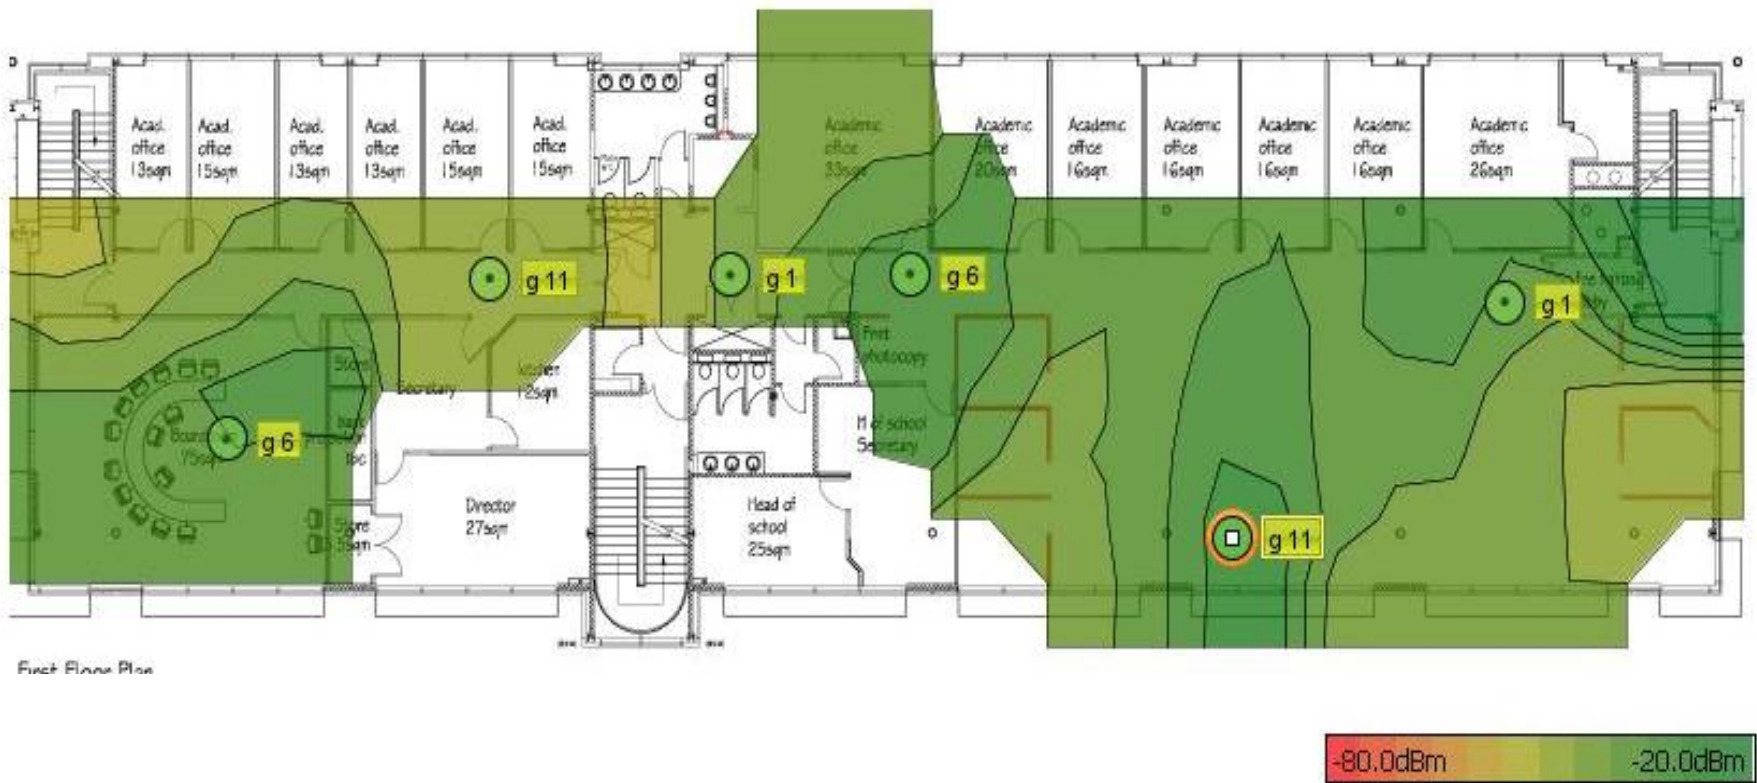 Acad.
office
13sqm
Acad.
office
15sqm
Acad.
office
13sqm
Acad.
office
13sqm
Acad.
office
15sqm
Acad.
office
15sqm
Academic
office
33sqm
Academic
office
20sqm
Academic
office
16sqm
Academic
office
16sqm
Academic
office
16sqm
Academic
office
16sqm
Academic
office
26sqm
g 11
g 1
g 6
g 1
Print
photocopy
Store
Secretary
kitchen
12sqm
g 6
H of school
Secretary
Director
27sqm
Head of
school
25sqm
Store
g 11
First Floor Plan
-80.0dBm
-20.0dBm